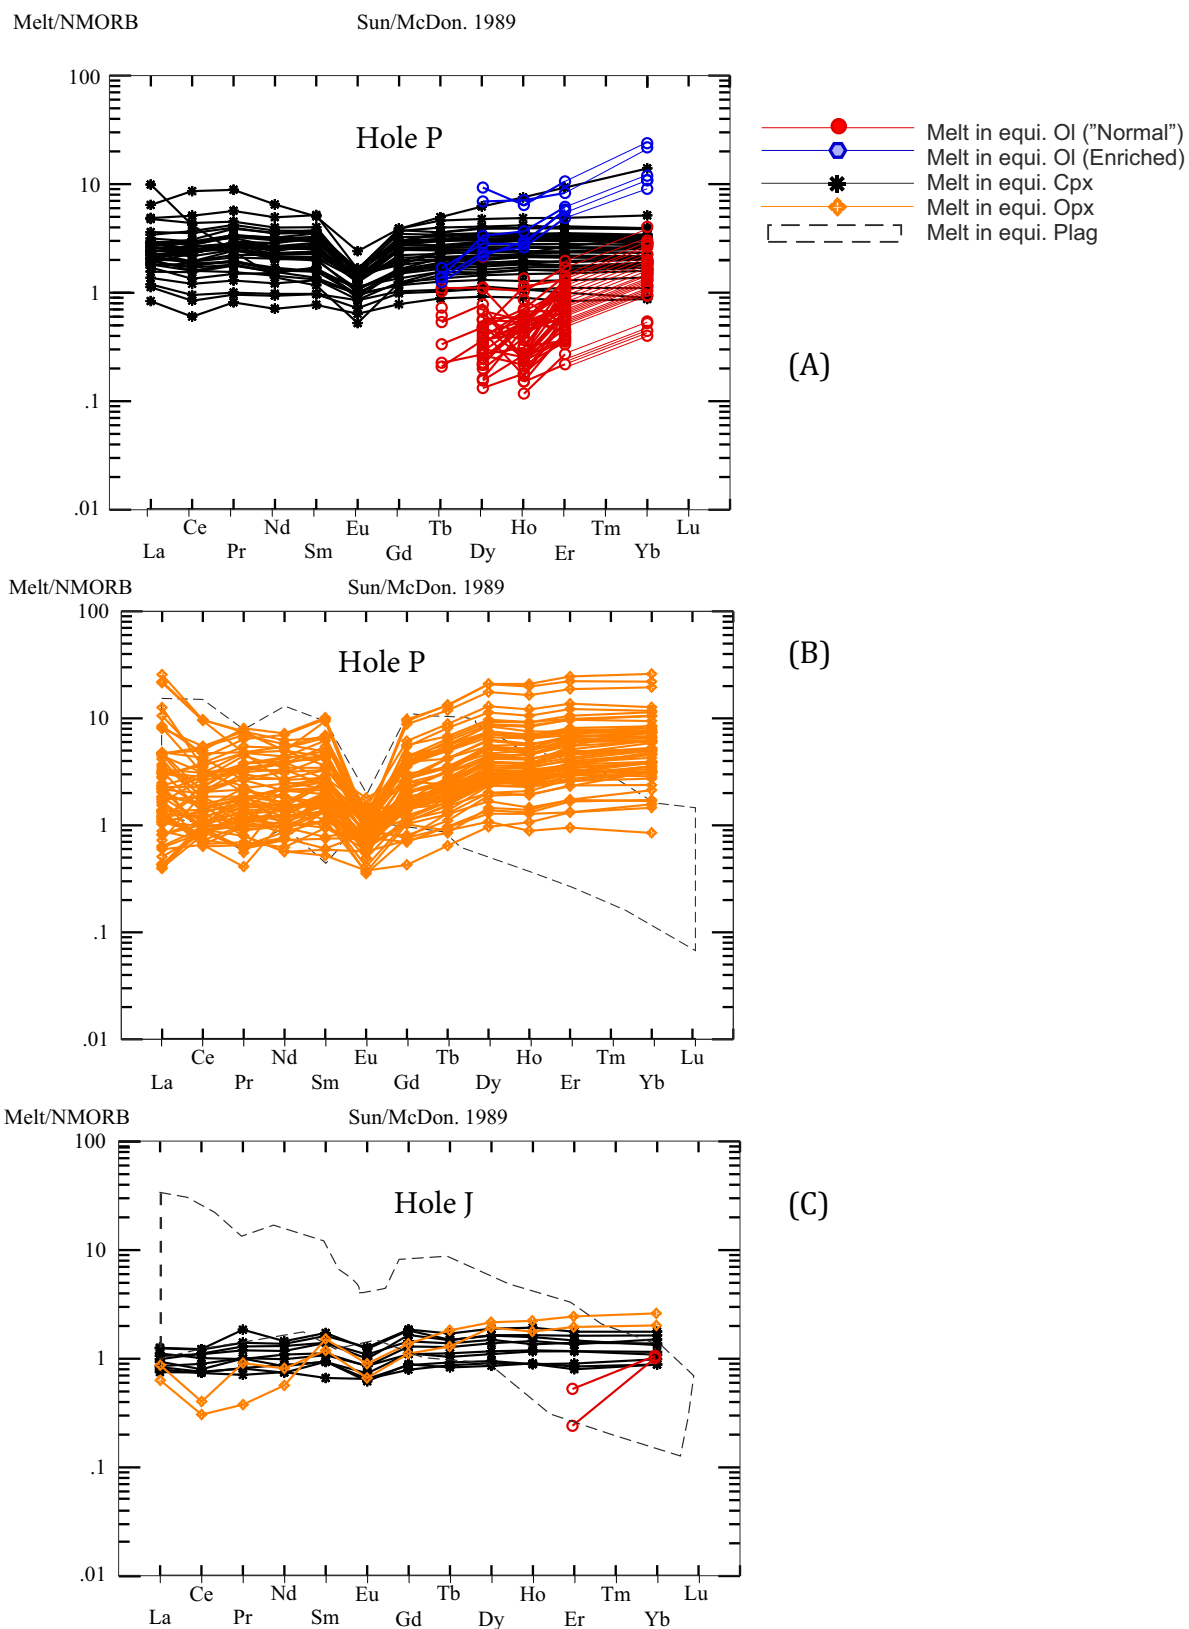 Melt/NMORB Sun/McDon. 1989
100
10
1
.1
.01
Hole P
La Ce Pr Nd Sm Eu Gd Tb Dy Ho Er Tm Yb Lu
Melt in equi. Ol ("Normal")
Melt in equi. Ol (Enriched)
Melt in equi. Cpx
Melt in equi. Opx
Melt in equi. Plag
(A)
Melt/NMORB Sun/McDon. 1989
100
10
1
.1
.01
Hole P
La Ce Pr Nd Sm Eu Gd Tb Dy Ho Er Tm Yb Lu
(B)
Melt/NMORB Sun/McDon. 1989
100
10
1
.1
.01
Hole J
La Ce Pr Nd Sm Eu Gd Tb Dy Ho Er Tm Yb Lu
(C)